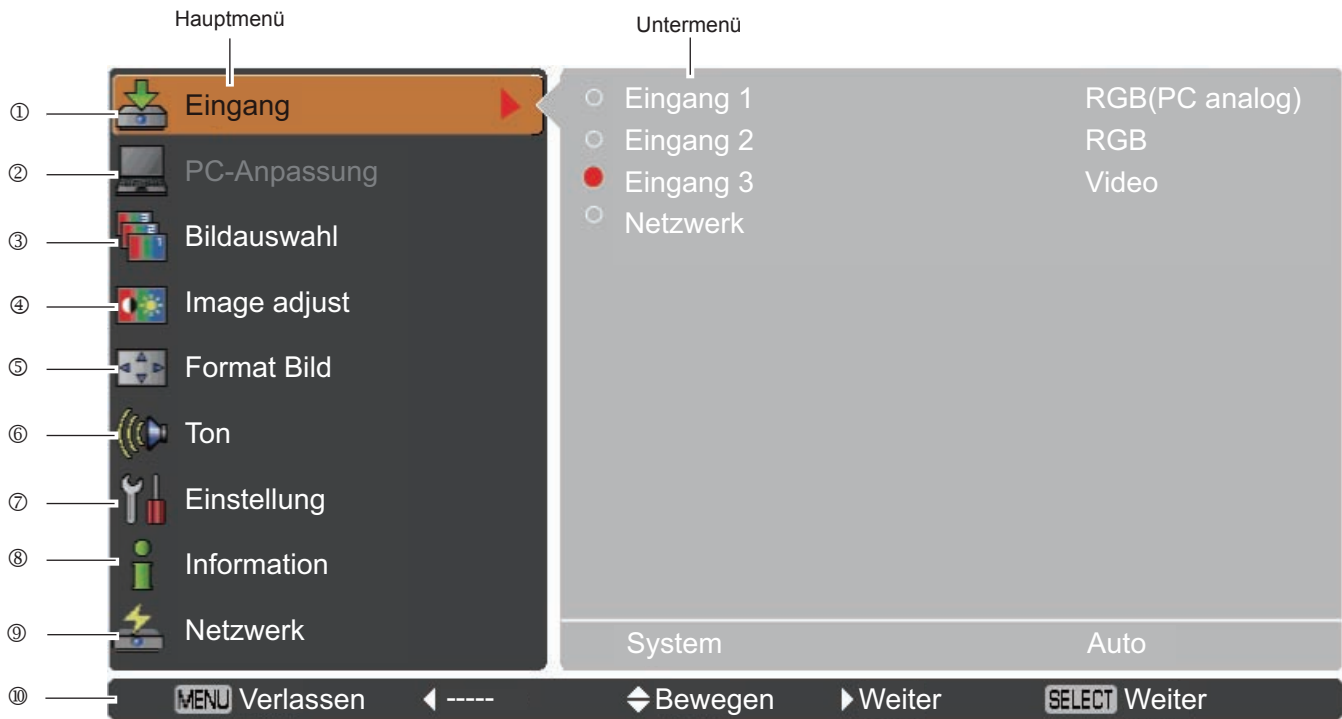 Hauptmenü
Untermenü
① Eingang
Eingang 1 RGB(PC analog)
② PC-Anpassung
Eingang 2 RGB
Eingang 3 Video
Netzwerk
③ Bildauswahl
④ Image adjust
⑤ Format Bild
⑥ Ton
⑦ Einstellung
⑧ Information
⑨ Netzwerk
System Auto
⑩ MENU Verlassen ----- Bewegen Weiter SELECT Weiter